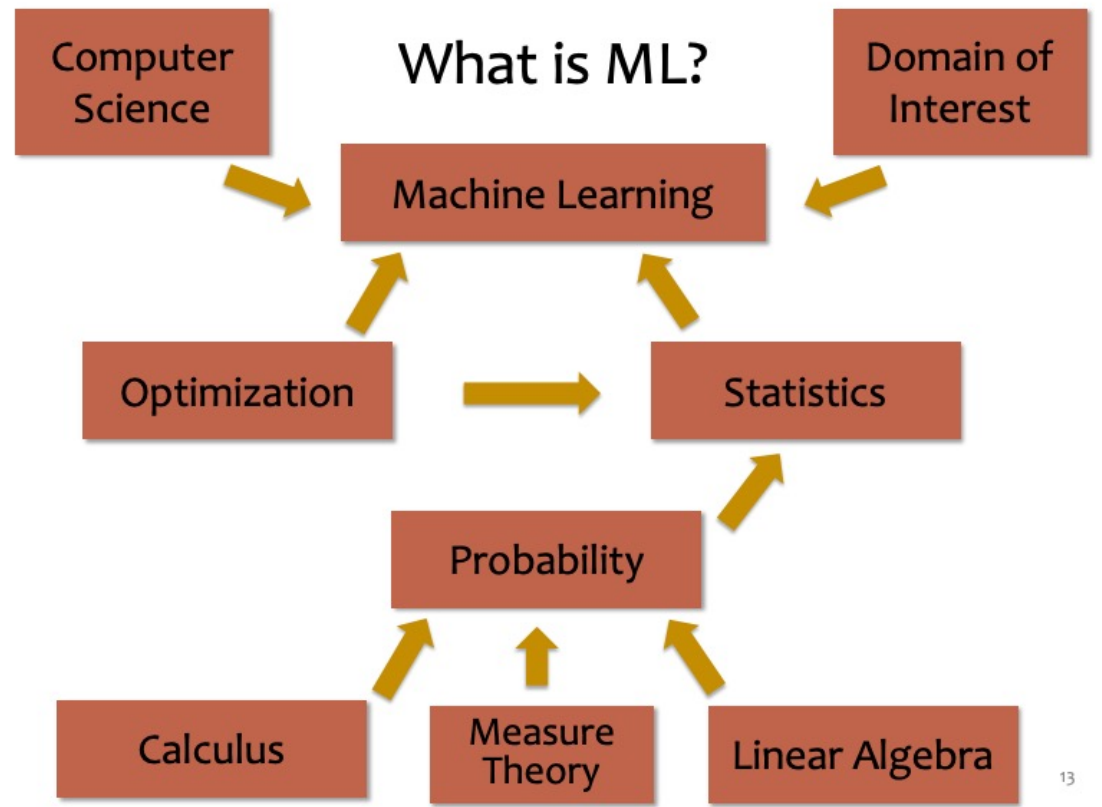 Computer
Science
What is ML?
Domain of
Interest
Machine Learning
Optimization
Statistics
Probability
Calculus
Measure
Theory
Linear Algebra
13